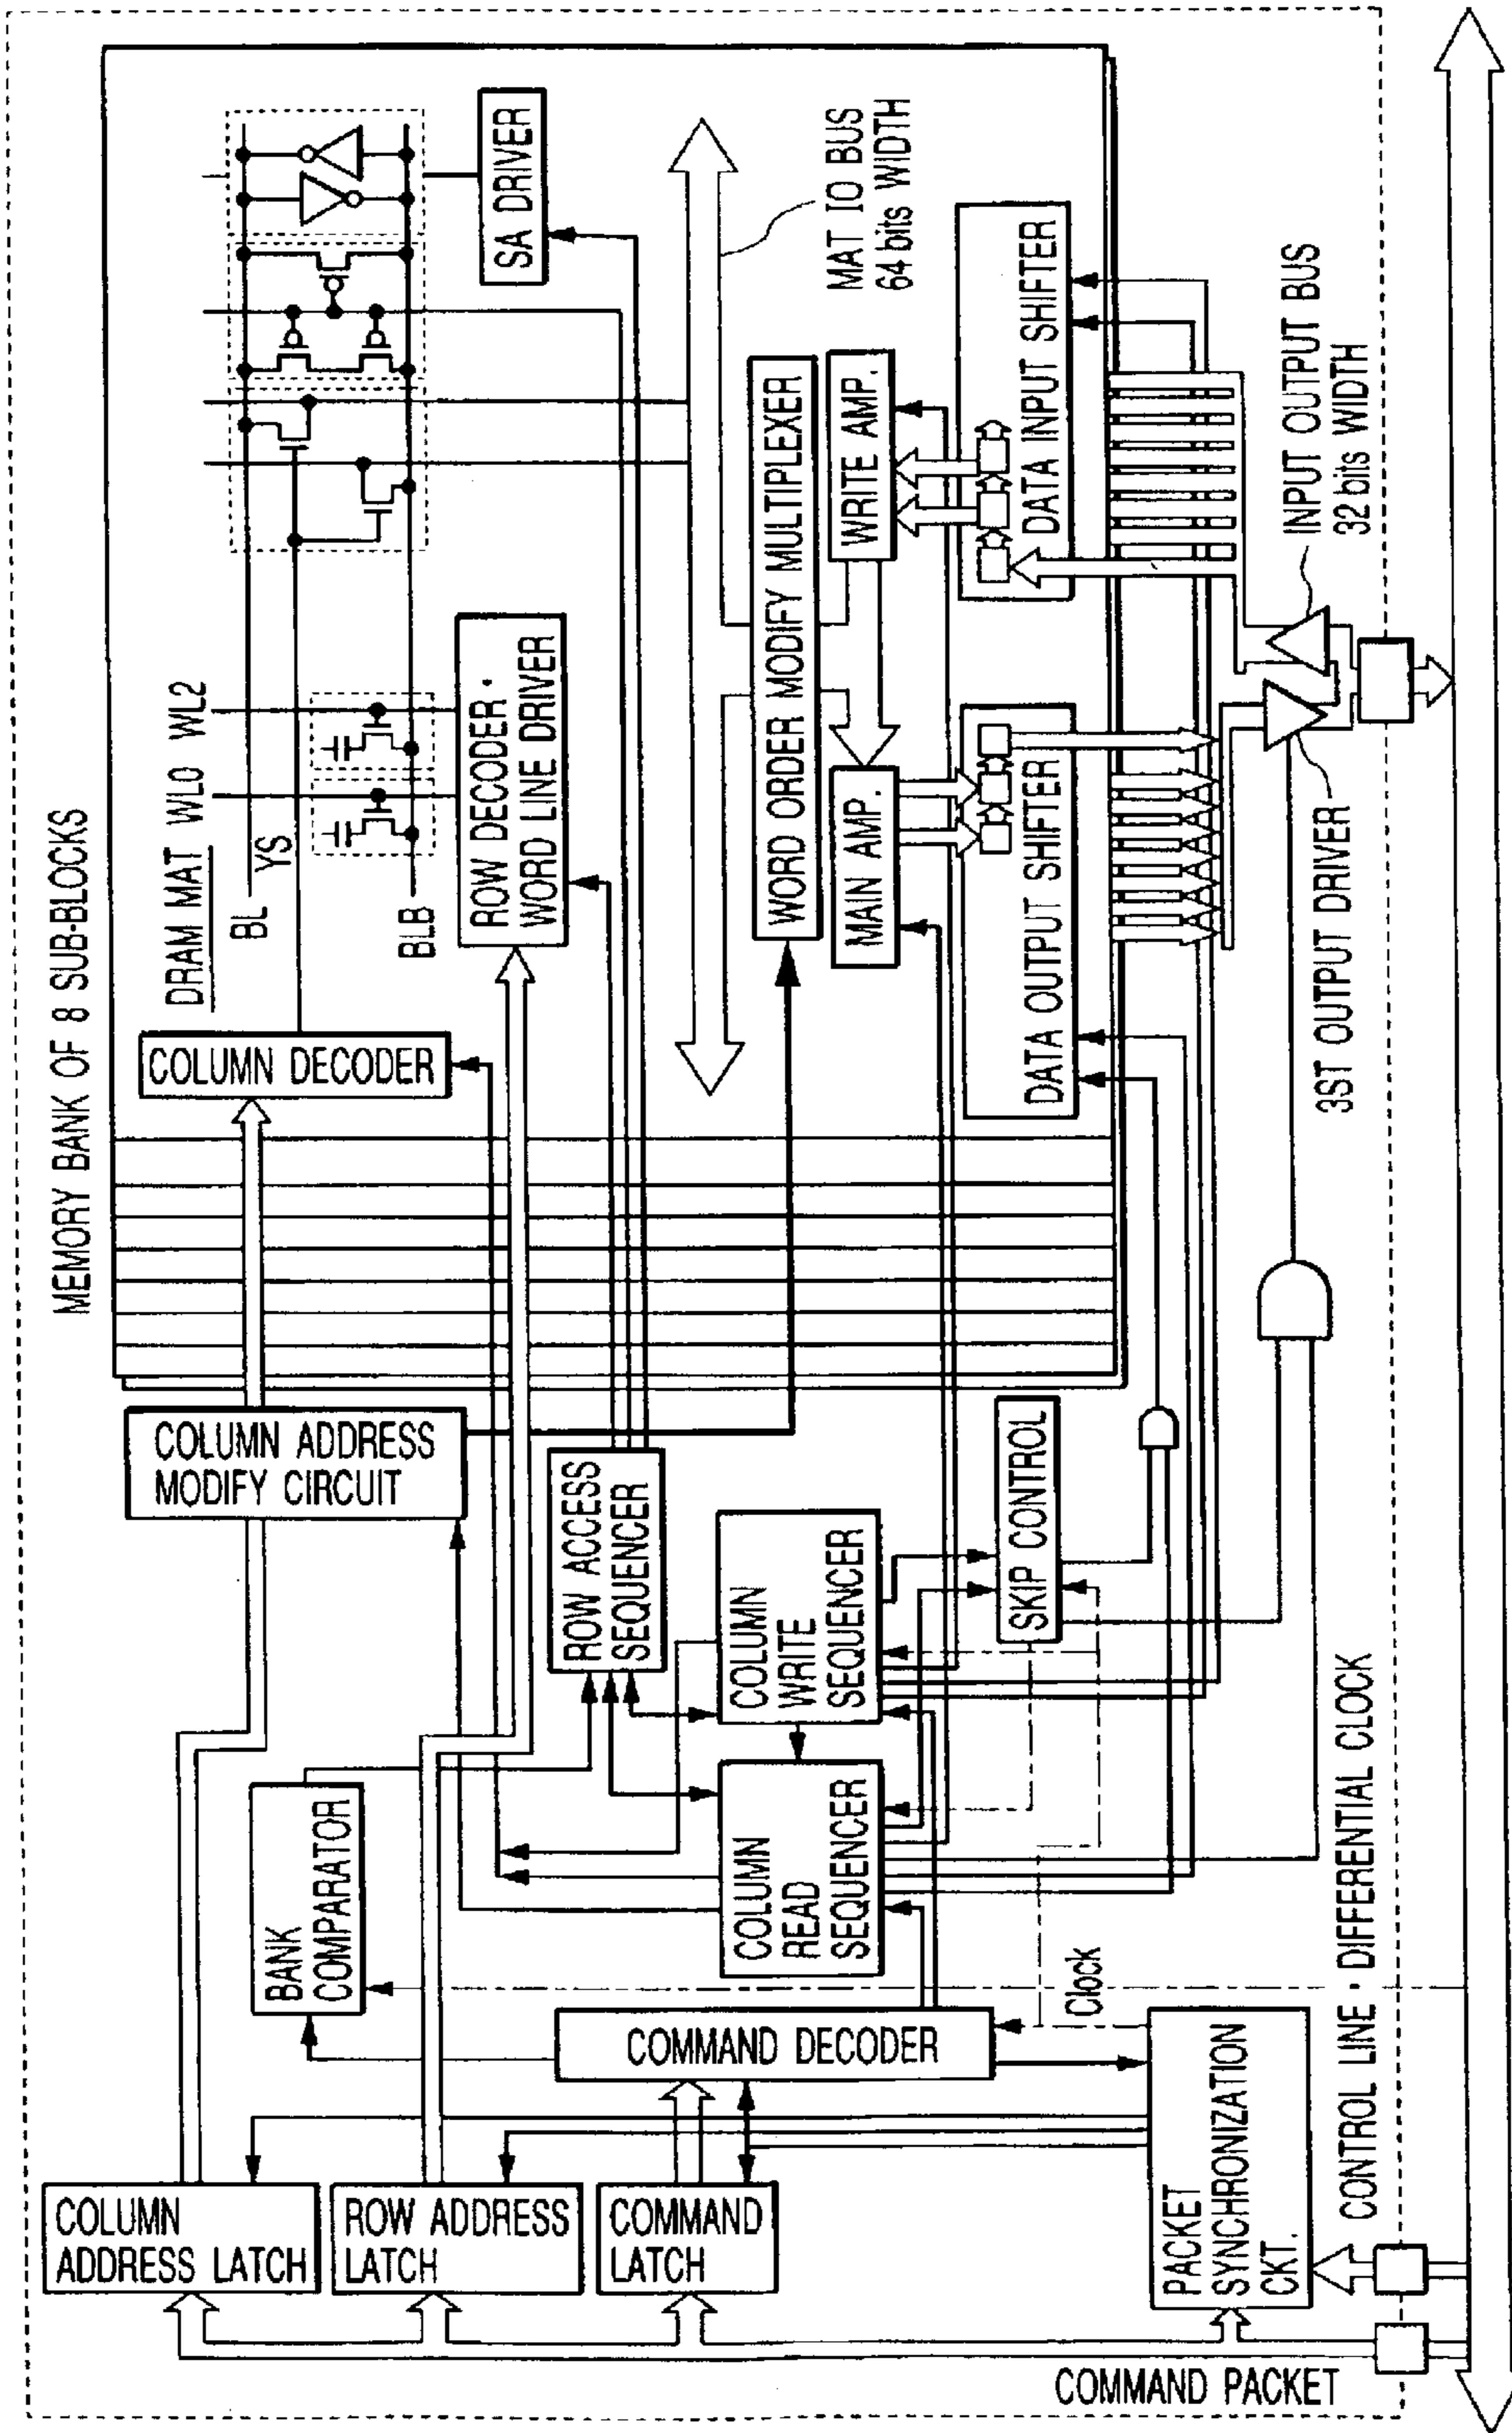 MEMORY BANK OF 8 SUB-BLOCKS
COLUMN
ADDRESS LATCH
ROW ADDRESS
LATCH
COMMAND
LATCH
PACKET
SYNCHRONIZATION
CKT.
COMMAND PACKET
CONTROL LINE · DIFFERENTIAL CLOCK
BANK
COMPARATOR
COMMAND DECODER
Clock
COLUMN
READ
SEQUENCER
COLUMN
WRITE
SEQUENCER
ROW ACCESS
SEQUENCER
SKIP CONTROL
COLUMN ADDRESS
MODIFY CIRCUIT
COLUMN DECODER
DRAM MAT WL0 WL2
BL
YS
BLB
ROW DECODER ·
WORD LINE DRIVER
SA DRIVER
MAT IO BUS
64 bits WIDTH
WORD ORDER MODIFY MULTIPLEXER
MAIN AMP.
WRITE AMP.
DATA OUTPUT SHIFTER
DATA INPUT SHIFTER
3ST OUTPUT DRIVER
INPUT OUTPUT BUS
32 bits WIDTH